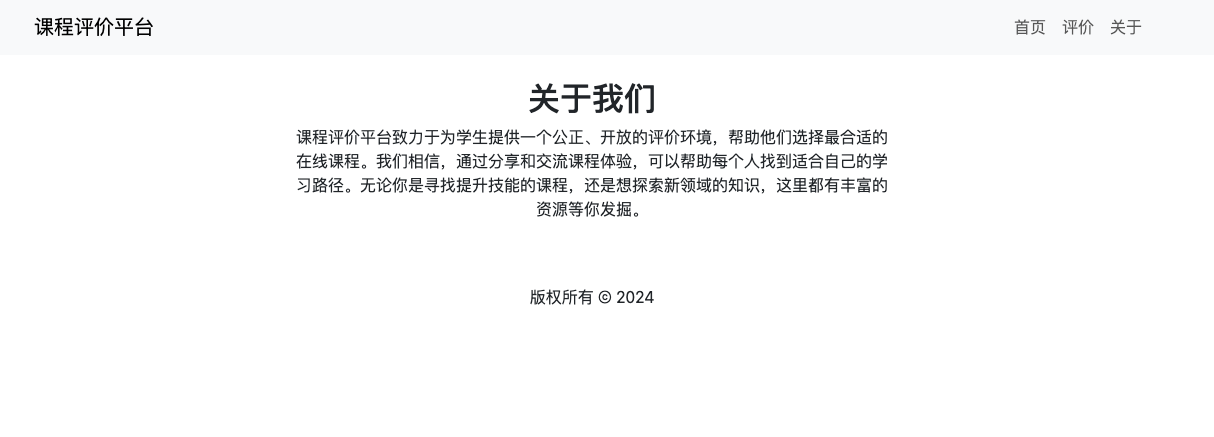 课程评价平台
首页 评价 关于
关于我们
课程评价平台致力于为学生提供一个公正、开放的评价环境，帮助他们选择最合适的
在线课程。我们相信，通过分享和交流课程体验，可以帮助每个人找到适合自己的学
习路径。无论你是寻找提升技能的课程，还是想探索新领域的知识，这里都有丰富的
资源等你发掘。
版权所有 © 2024